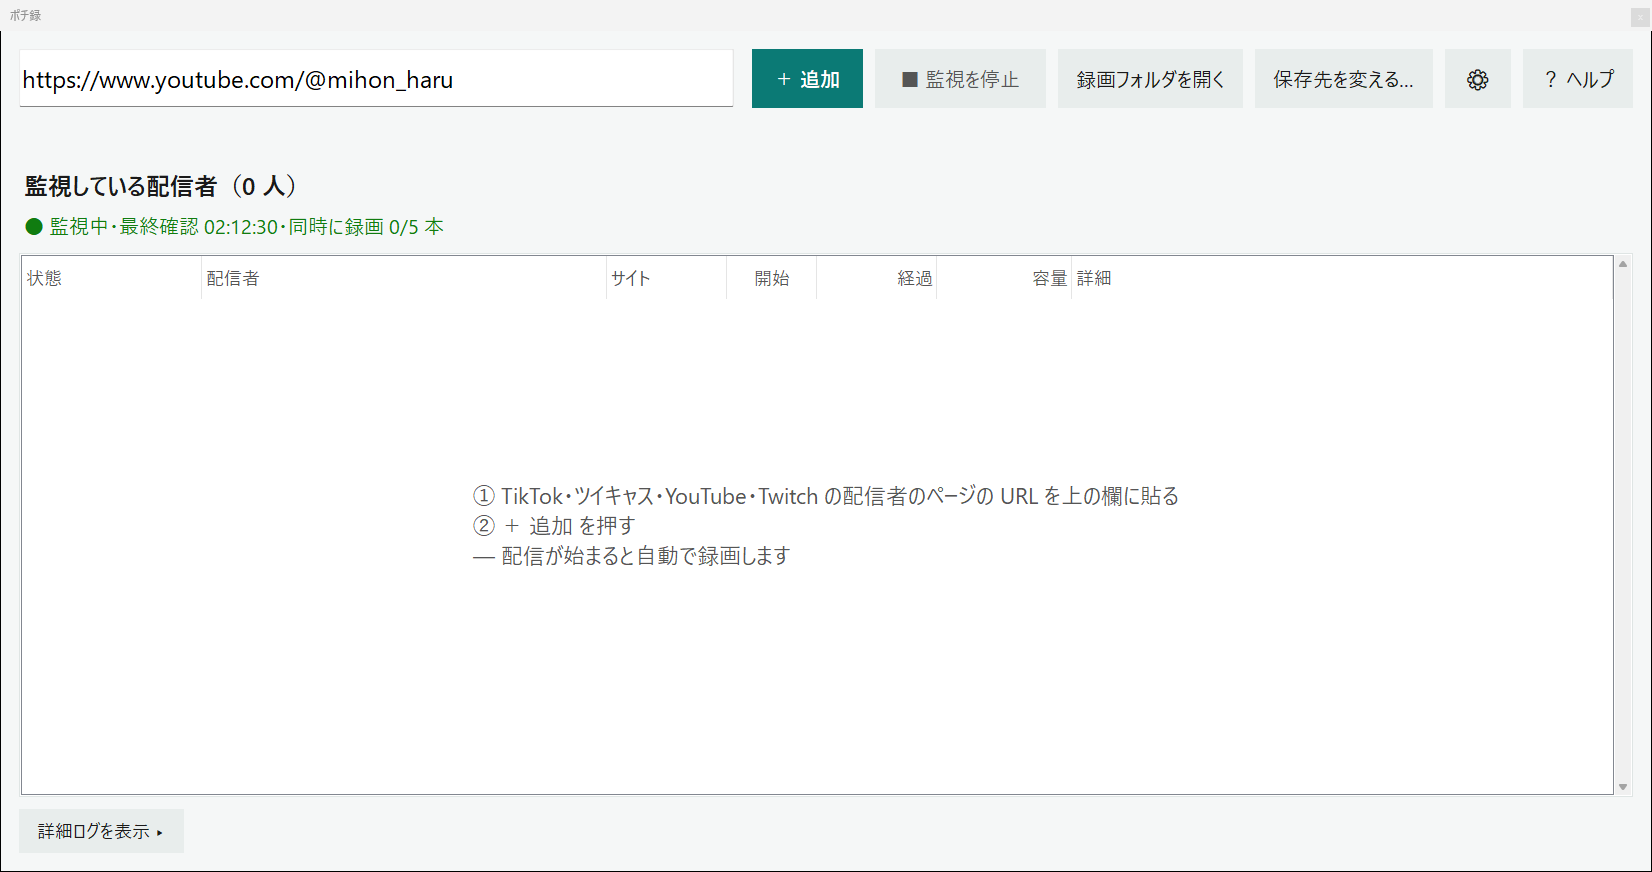 ポチ録
https://www.youtube.com/@mihon_haru
＋ 追加
■ 監視を停止
録画フォルダを開く
保存先を変える...
? ヘルプ
監視している配信者（0 人）
● 監視中・最終確認 02:12:30・同時に録画 0/5 本
状態 配信者 サイト 開始 経過 容量 詳細
① TikTok・ツイキャス・YouTube・Twitch の配信者のページの URL を上の欄に貼る
② ＋ 追加 を押す
— 配信が始まると自動で録画します
詳細ログを表示 ▸